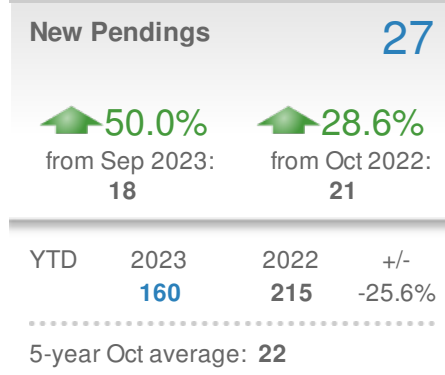 New Pendings 27
50.0% 28.6%
from Sep 2023: from Oct 2022:
18 21
YTD 2023 2022 +/-
160 215 -25.6%
5-year Oct average: 22